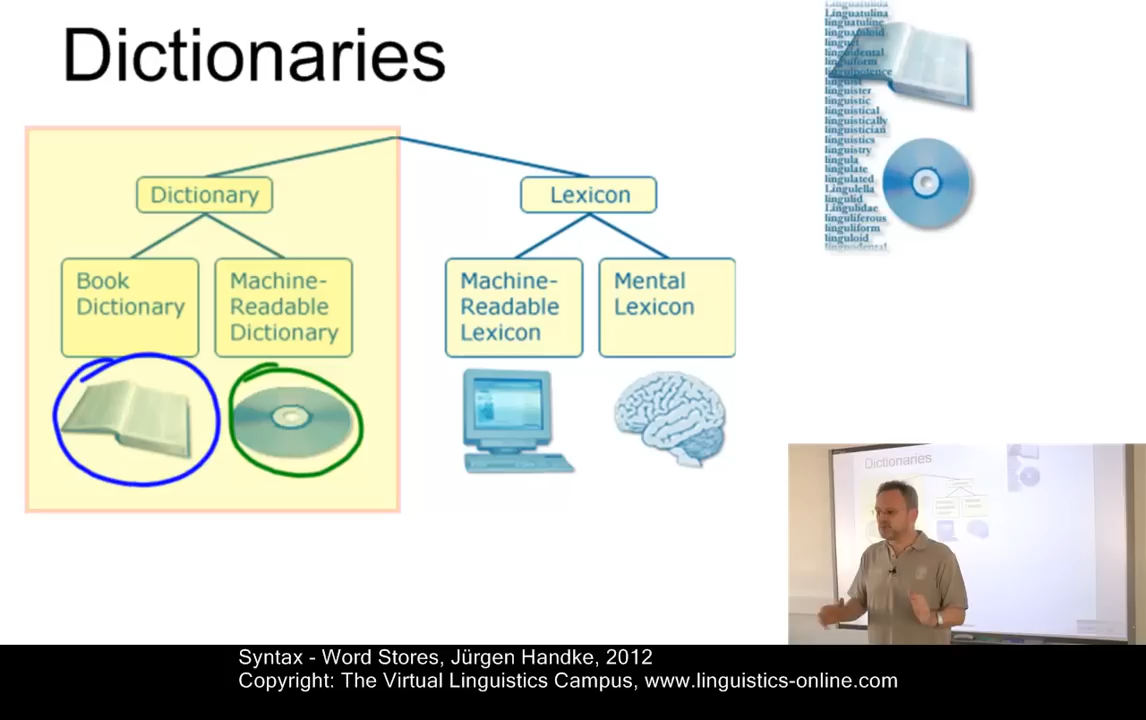 Dictionaries
Dictionary
Lexicon
Book
Dictionary
Machine-
Readable
Dictionary
Machine-
Readable
Lexicon
Mental
Lexicon
Linguatulina
linguatuline
linguatuloid
linguet
linguidental
linguiform
linguipotence
linguist
linguister
linguistic
linguistical
linguistically
linguistician
linguistics
linguistry
lingula
lingulate
lingulated
Lingulella
lingulid
Lingulidae
linguliferous
linguliform
linguloid
linguodental
Dictionaries
Syntax - Word Stores, Jürgen Handke, 2012
Copyright: The Virtual Linguistics Campus, www.linguistics-online.com